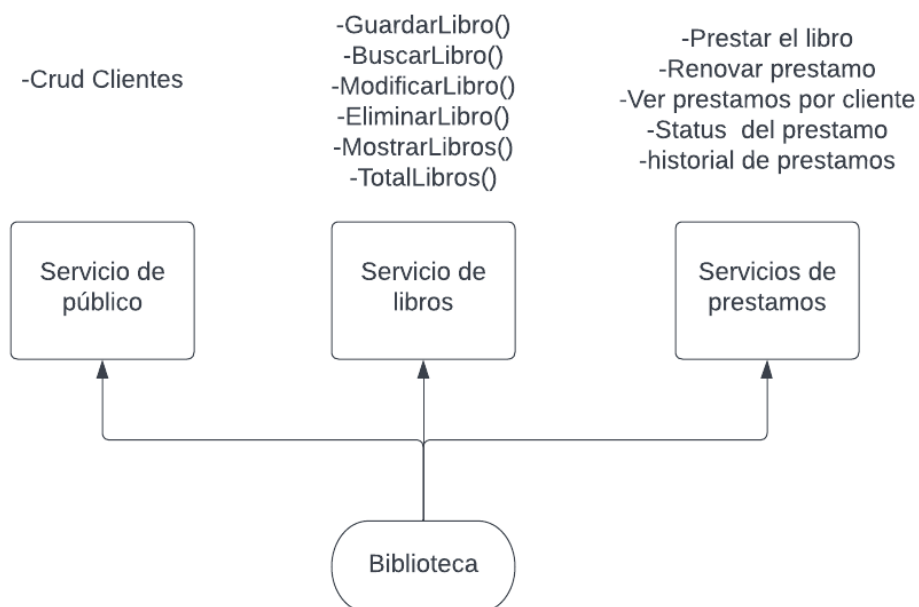 -Crud Clientes
-GuardarLibro()
-BuscarLibro()
-ModificarLibro()
-EliminarLibro()
-MostrarLibros()
-TotalLibros()
-Prestar el libro
-Renovar prestamo
-Ver prestamos por cliente
-Status del prestamo
-historial de prestamos
Servicio de
público
Servicio de
libros
Servicios de
prestamos
Biblioteca